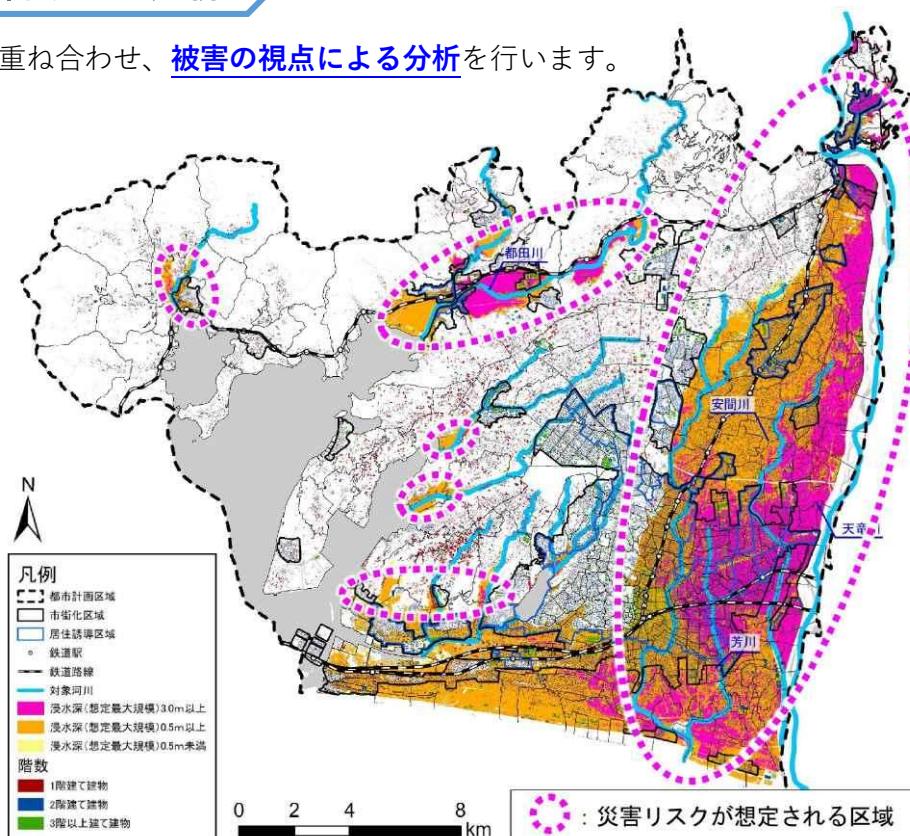 重ね合わせ、被害の視点による分析を行います。
都田川
安間川
天竜川
芳川
N
凡例
都市計画区域
市街化区域
居住誘導区域
鉄道駅
鉄道路線
対象河川
浸水深(想定最大規模)3.0m以上
浸水深(想定最大規模)0.5m以上
浸水深(想定最大規模)0.5m未満
階数
1階建て建物
2階建て建物
3階以上建て建物
0 2 4 8
km
：災害リスクが想定される区域